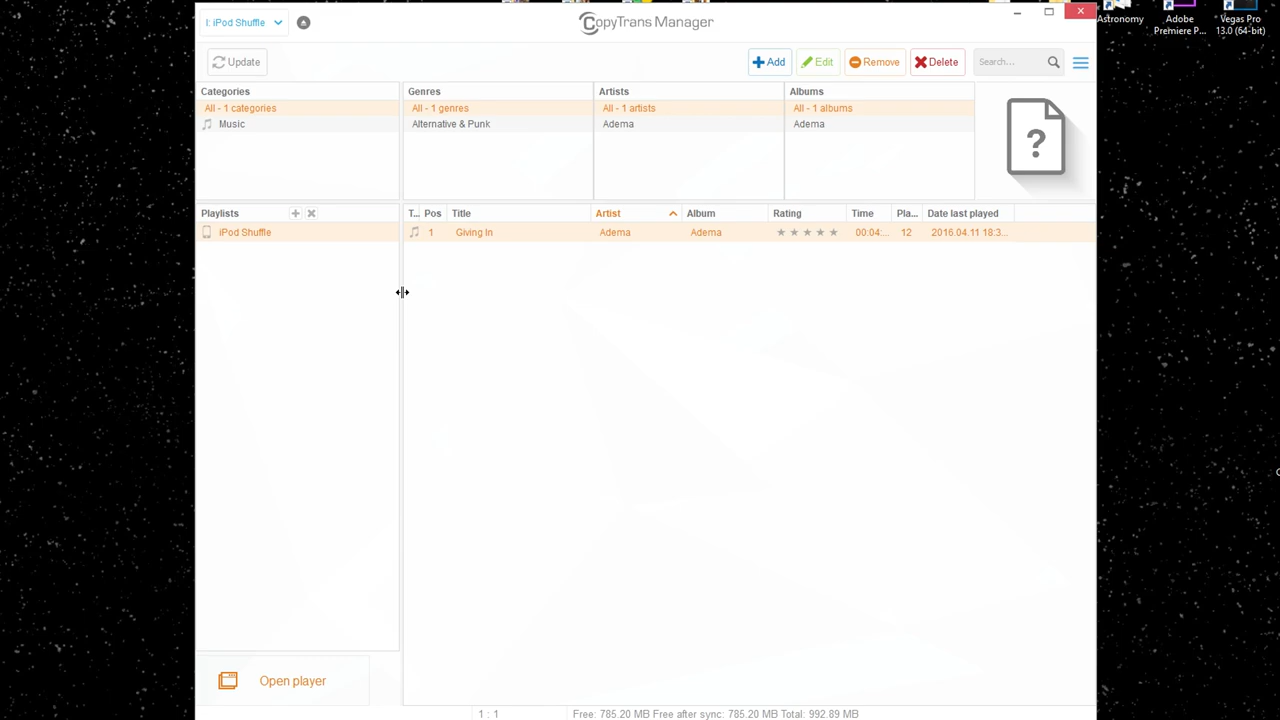 I: iPod Shuffle
CopyTrans Manager
Astronomy
Adobe Premiere P...
Vegas Pro 13.0 (64-bit)
Update
Add
Edit
Remove
Delete
Search...
Categories
Genres
Artists
Albums
All - 1 categories
All - 1 genres
All - 1 artists
All - 1 albums
Music
Alternative & Punk
Adema
Adema
?
Playlists
T... Pos Title Artist Album Rating Time Pla... Date last played
iPod Shuffle
1 Giving In Adema Adema ★ ★ ★ ★ ★ 00:04:... 12 2016.04.11 18:3...
Open player
1 : 1
Free: 785.20 MB Free after sync: 785.20 MB Total: 992.89 MB